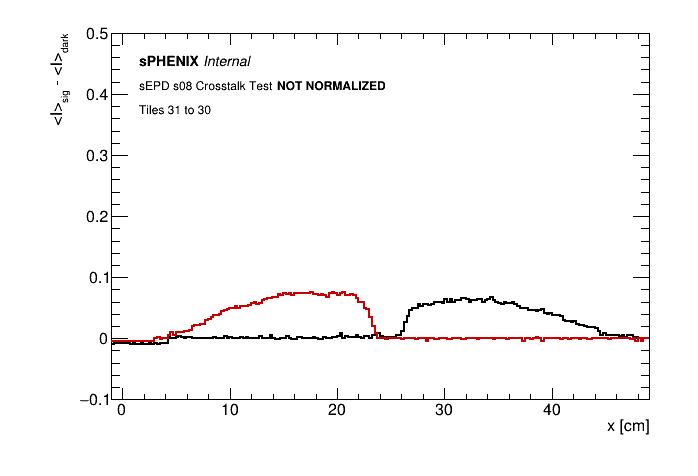 <I>sig - <I>dark
0.5
sPHENIX Internal
sEPD s08 Crosstalk Test NOT NORMALIZED
0.4
Tiles 31 to 30
0.3
0.2
0.1
0
−0.1
0 10 20 30 40
x [cm]